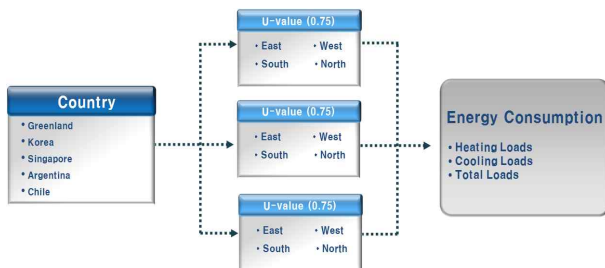 U-value (0.75)
• East • West
• South • North
Country
• Greenland
• Korea
• Singapore
• Argentina
• Chile
U-value (0.75)
• East • West
• South • North
U-value (0.75)
• East • West
• South • North
Energy Consumption
• Heating Loads
• Cooling Loads
• Total Loads